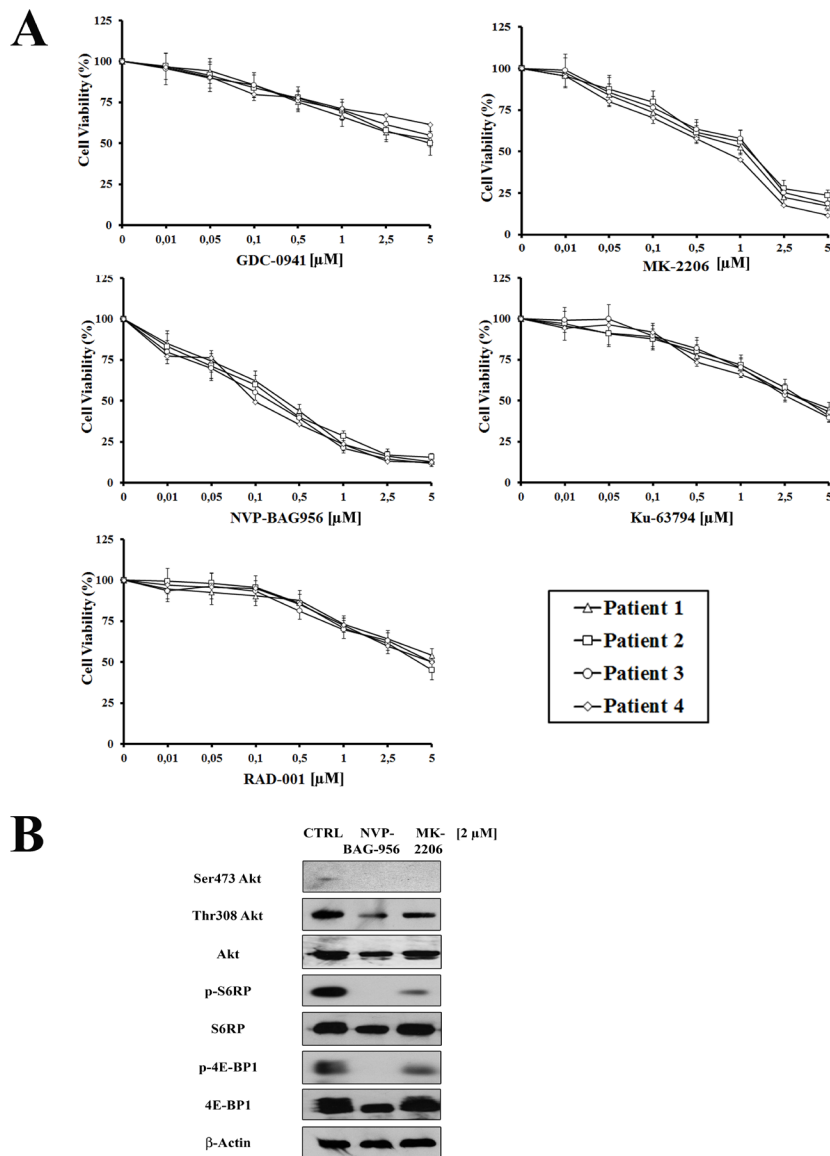 A
Cell Viability (%)
125
100
75
50
25
0
0 0,01 0,05 0,1 0,5 1 2,5 5
GDC-0941 [µM]
Cell Viability (%)
125
100
75
50
25
0
0 0,01 0,05 0,1 0,5 1 2,5 5
MK-2206 [µM]
Cell Viability (%)
125
100
75
50
25
0
0 0,01 0,05 0,1 0,5 1 2,5 5
NVP-BAG956 [µM]
Cell Viability (%)
125
100
75
50
25
0
0 0,01 0,05 0,1 0,5 1 2,5 5
Ku-63794 [µM]
Cell Viability (%)
125
100
75
50
25
0
0 0,01 0,05 0,1 0,5 1 2,5 5
RAD-001 [µM]
Patient 1
Patient 2
Patient 3
Patient 4
B
CTRL NVP- MK- [2 µM]
BAG-956 2206
Ser473 Akt
Thr308 Akt
Akt
p-S6RP
S6RP
p-4E-BP1
4E-BP1
β-Actin